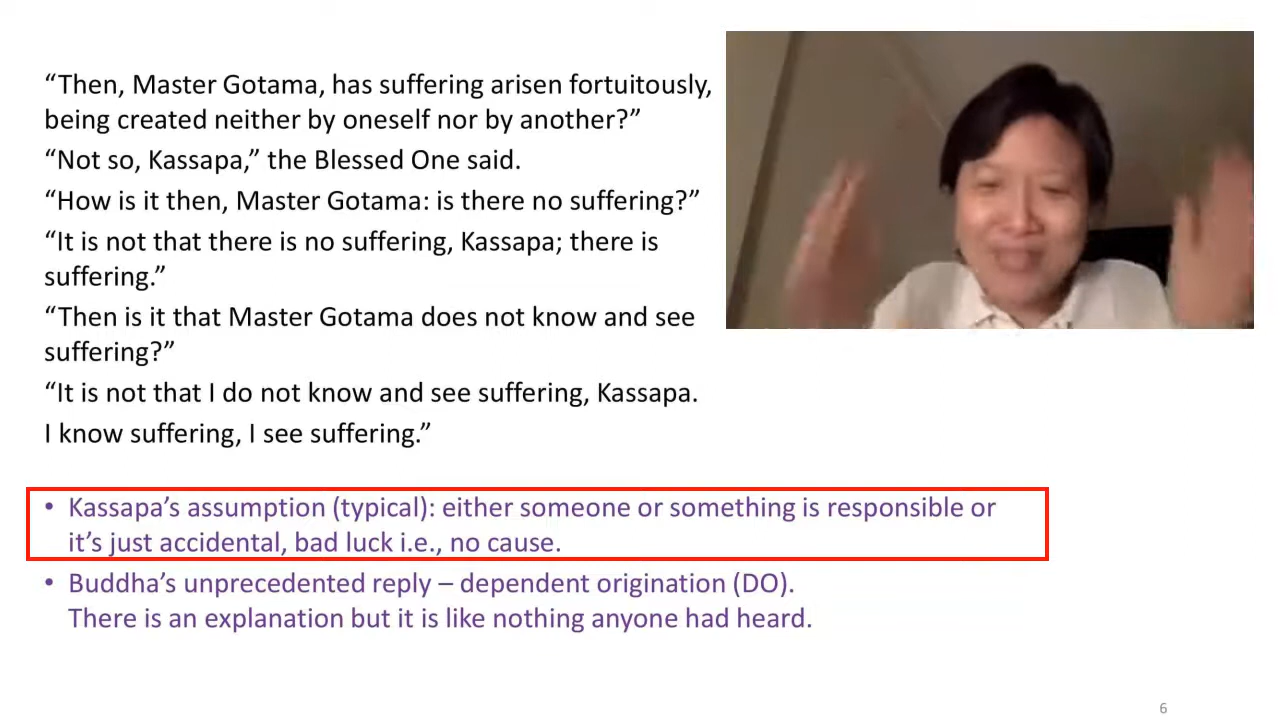 “Then, Master Gotama, has suffering arisen fortuitously,
being created neither by oneself nor by another?”
“Not so, Kassapa,” the Blessed One said.
“How is it then, Master Gotama: is there no suffering?”
“It is not that there is no suffering, Kassapa; there is
suffering.”
“Then is it that Master Gotama does not know and see
suffering?”
“It is not that I do not know and see suffering, Kassapa.
I know suffering, I see suffering.”
• Kassapa’s assumption (typical): either someone or something is responsible or
it’s just accidental, bad luck i.e., no cause.
• Buddha’s unprecedented reply – dependent origination (DO).
There is an explanation but it is like nothing anyone had heard.
6